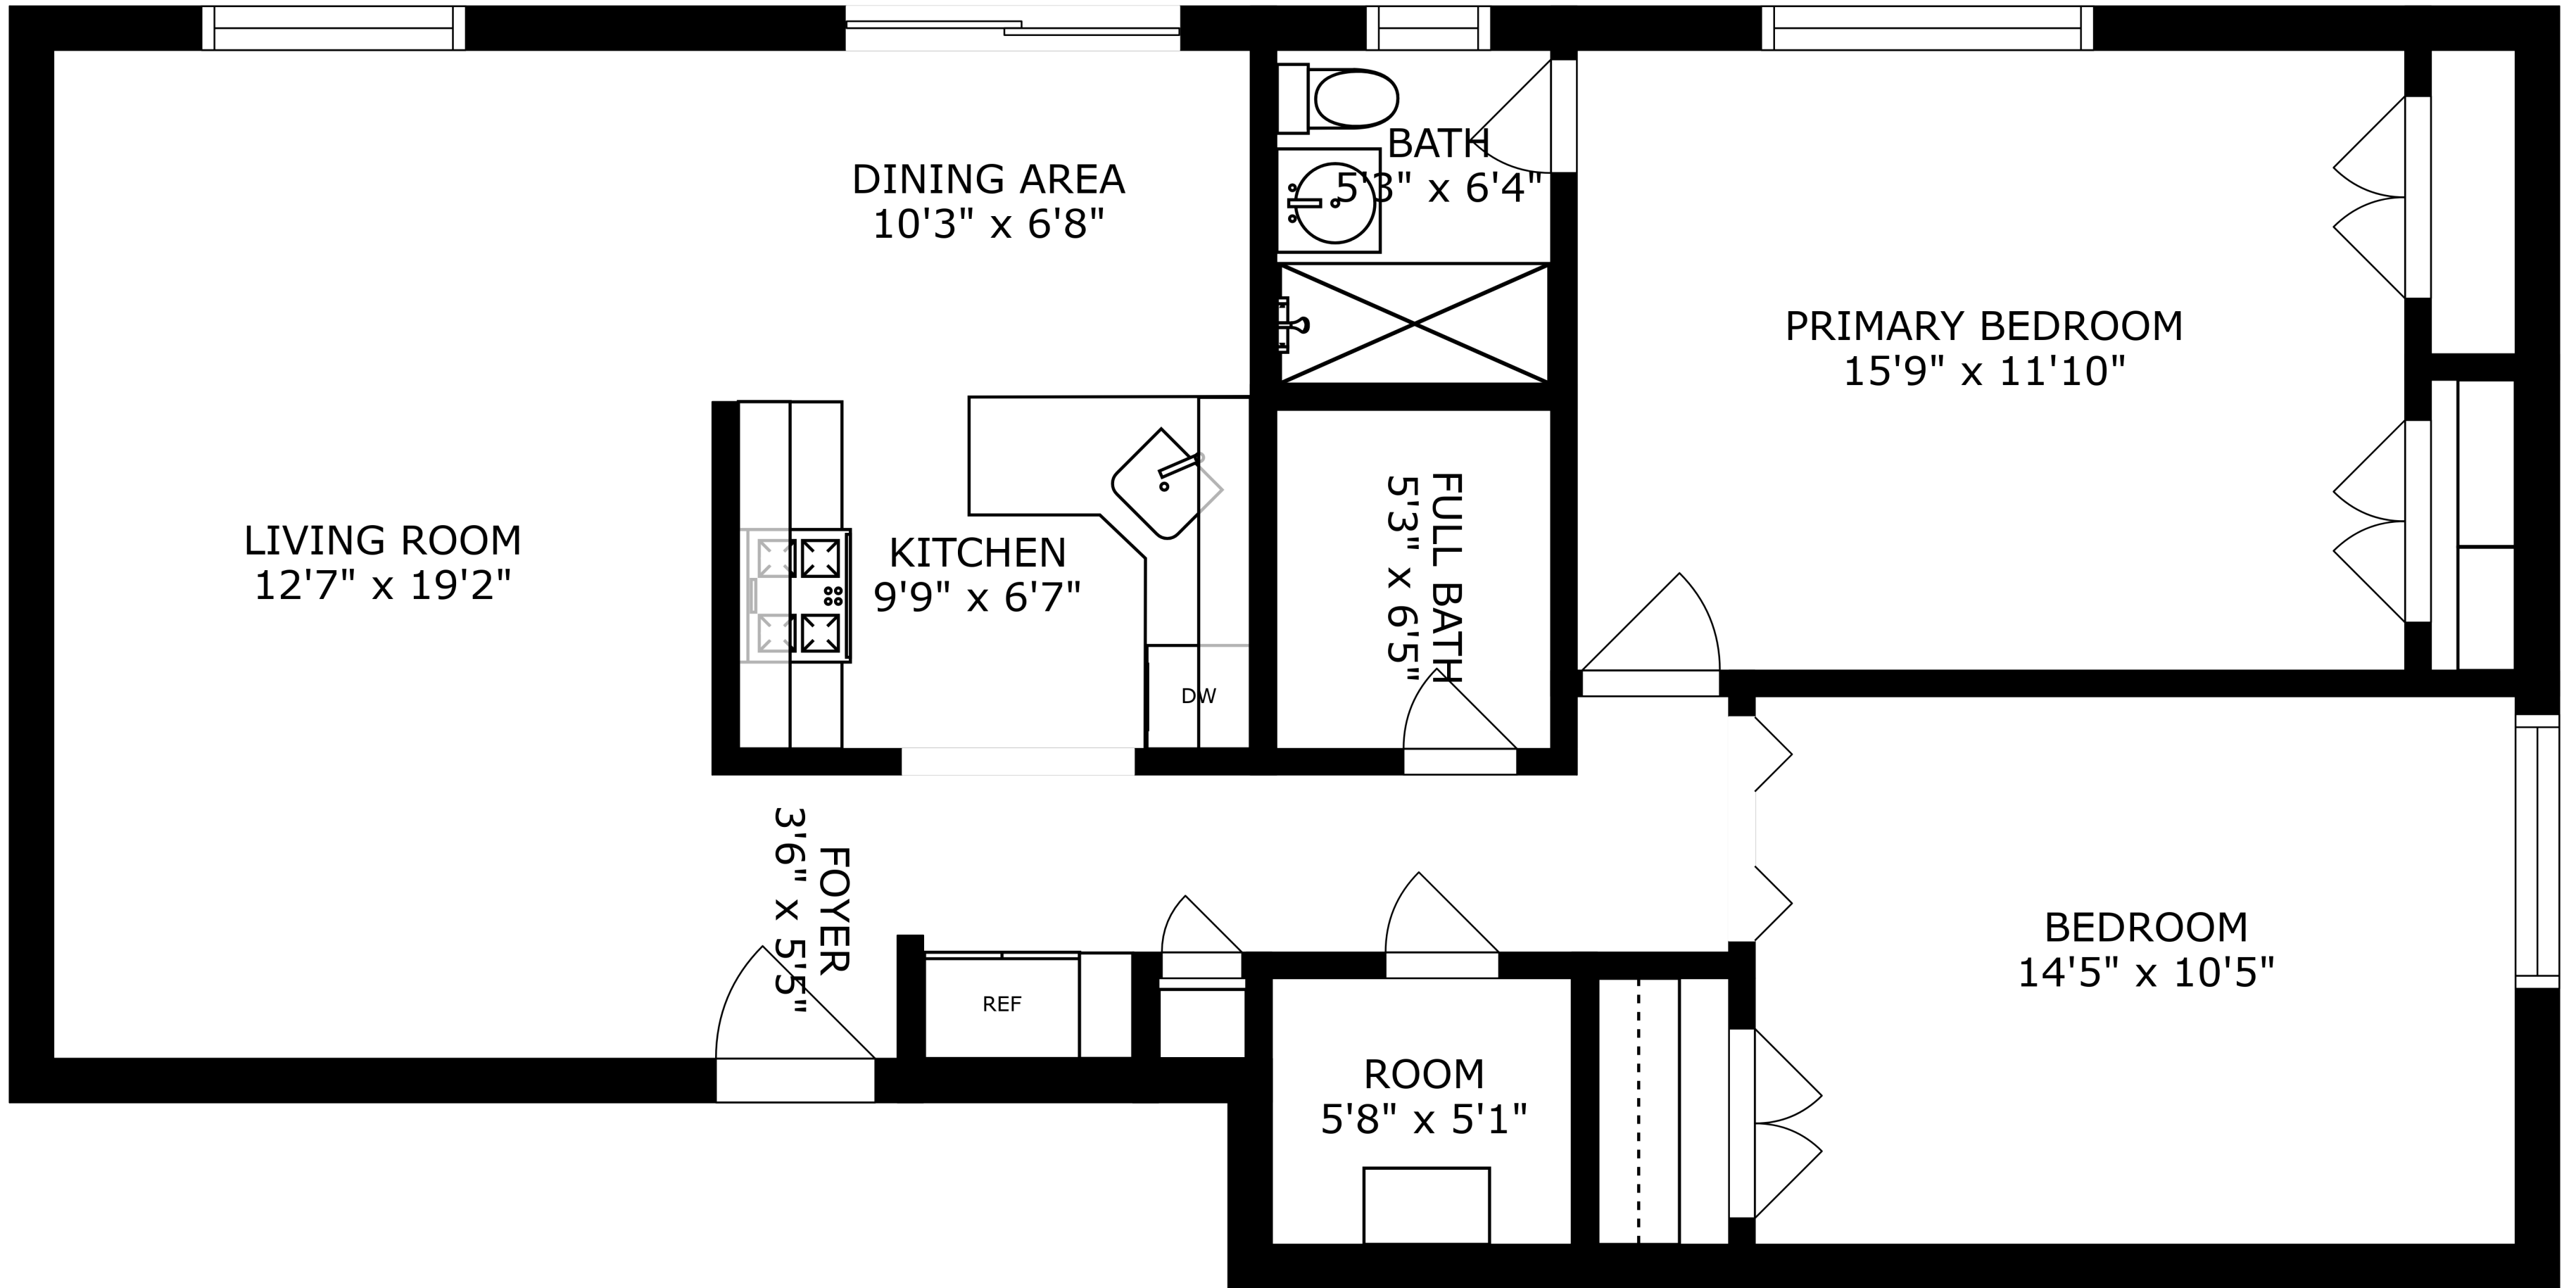 DINING AREA
10'3" x 6'8"
BATH
5'3" x 6'4"
PRIMARY BEDROOM
15'9" x 11'10"
LIVING ROOM
12'7" x 19'2"
KITCHEN
9'9" x 6'7"
FULL BATH
5'3" x 6'5"
DW
FOYER
3'6" x 5'5"
REF
BEDROOM
14'5" x 10'5"
ROOM
5'8" x 5'1"